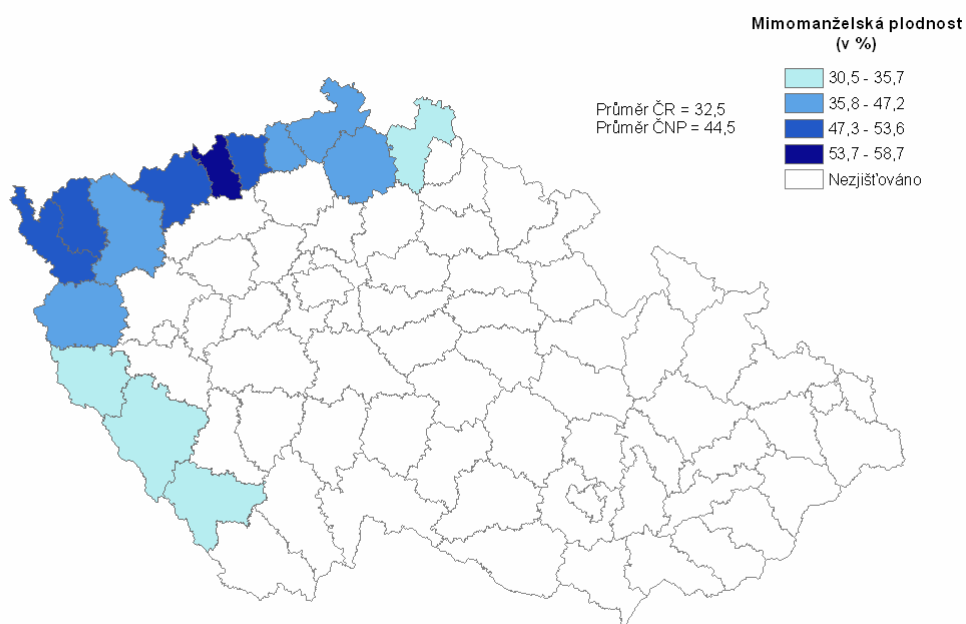 Mimomanželská plodnost
(v %)
30,5 - 35,7
35,8 - 47,2
47,3 - 53,6
53,7 - 58,7
Nezjišťováno
Průměr ČR = 32,5
Průměr ČNP = 44,5